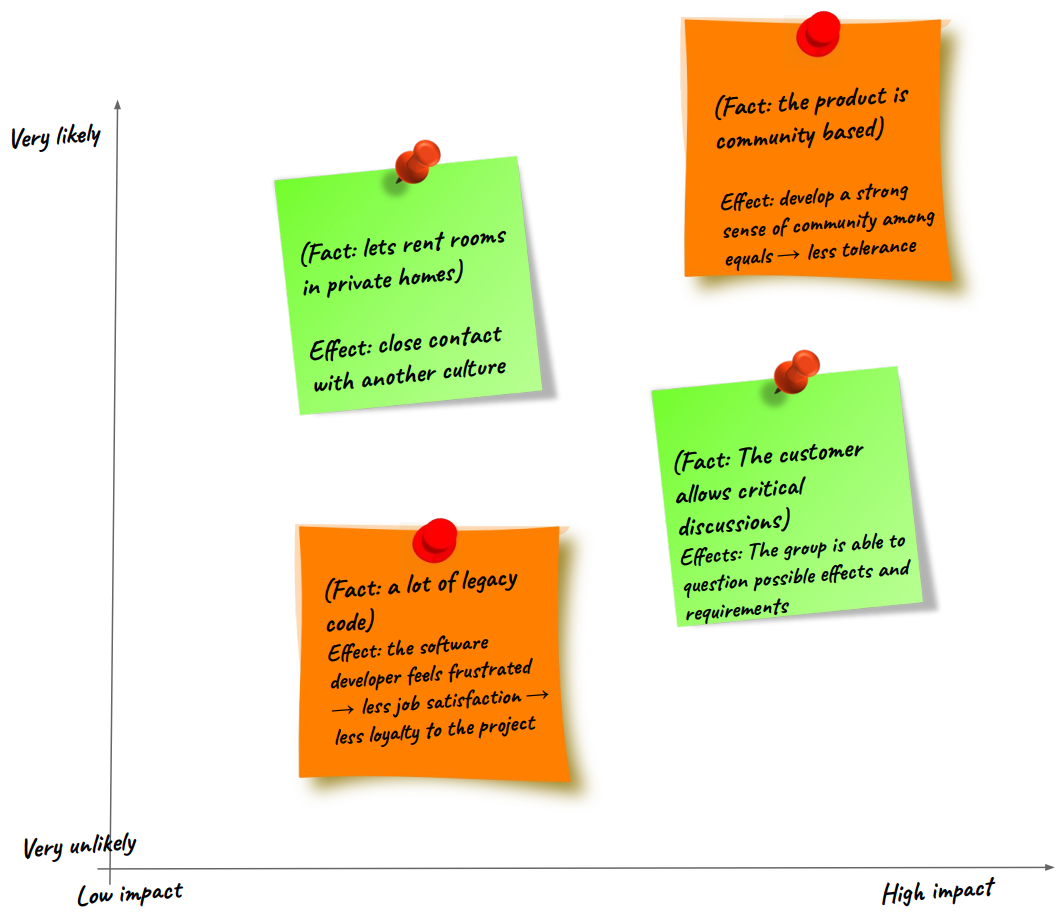 Very likely
(Fact: the product is
community based)
Effect: develop a strong
sense of community among
equals → less tolerance
(Fact: lets rent rooms
in private homes)
Effect: close contact
with another culture
(Fact: The customer
allows critical
discussions)
Effects: The group is able to
question possible effects and
requirements
(Fact: a lot of legacy
code)
Effect: the software
developer feels frustrated
→ less job satisfaction →
less loyalty to the project
Very unlikely
Low impact
High impact